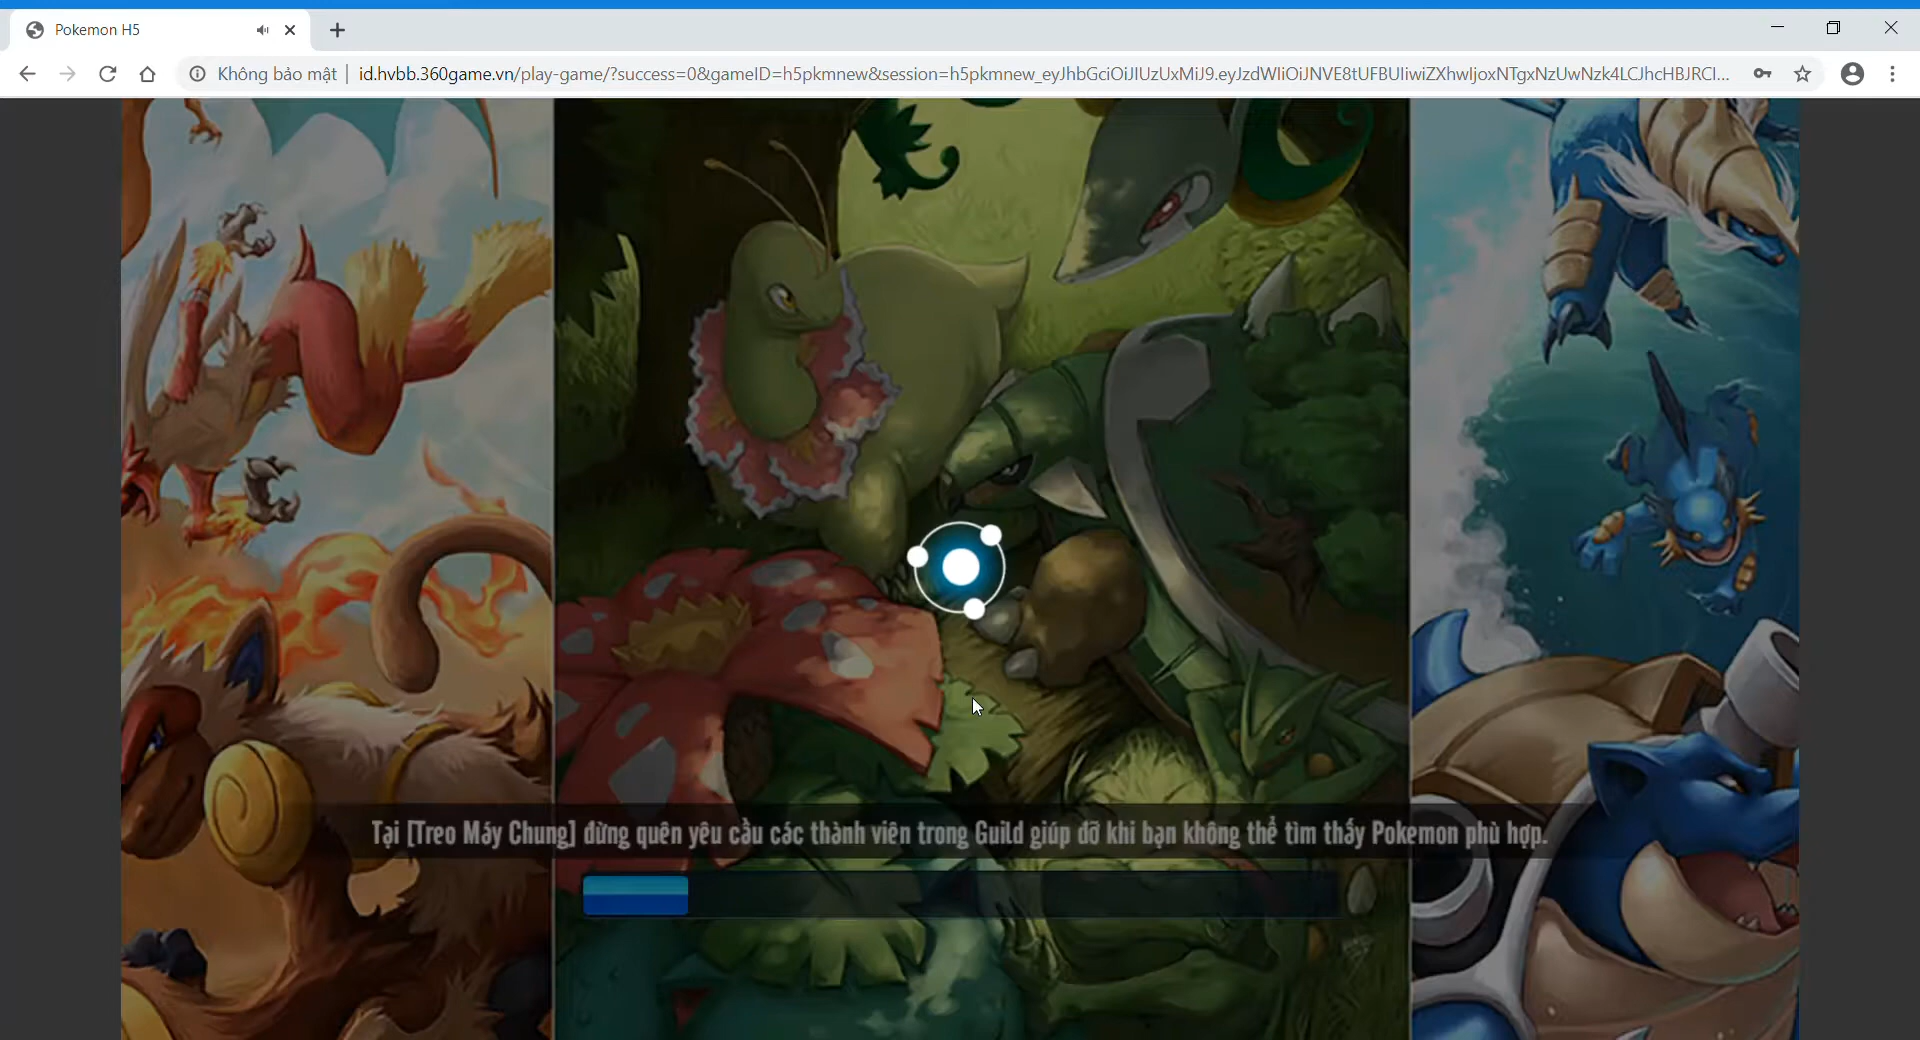 Pokemon H5
Không bảo mật
id.hvbb.360game.vn/play-game/?success=0&gameID=h5pkmnew&session=h5pkmnew_eyJhbGciOiJIUzUxMiJ9.eyJzdWIiOiJNVE8tUFBUIiwiZXhwIjoxNTgxNzUwNzk4LCJhcHBJRCI...
Tại [Treo Máy Chung] đừng quên yêu cầu các thành viên trong Guild giúp đỡ khi bạn không thể tìm thấy Pokemon phù hợp.